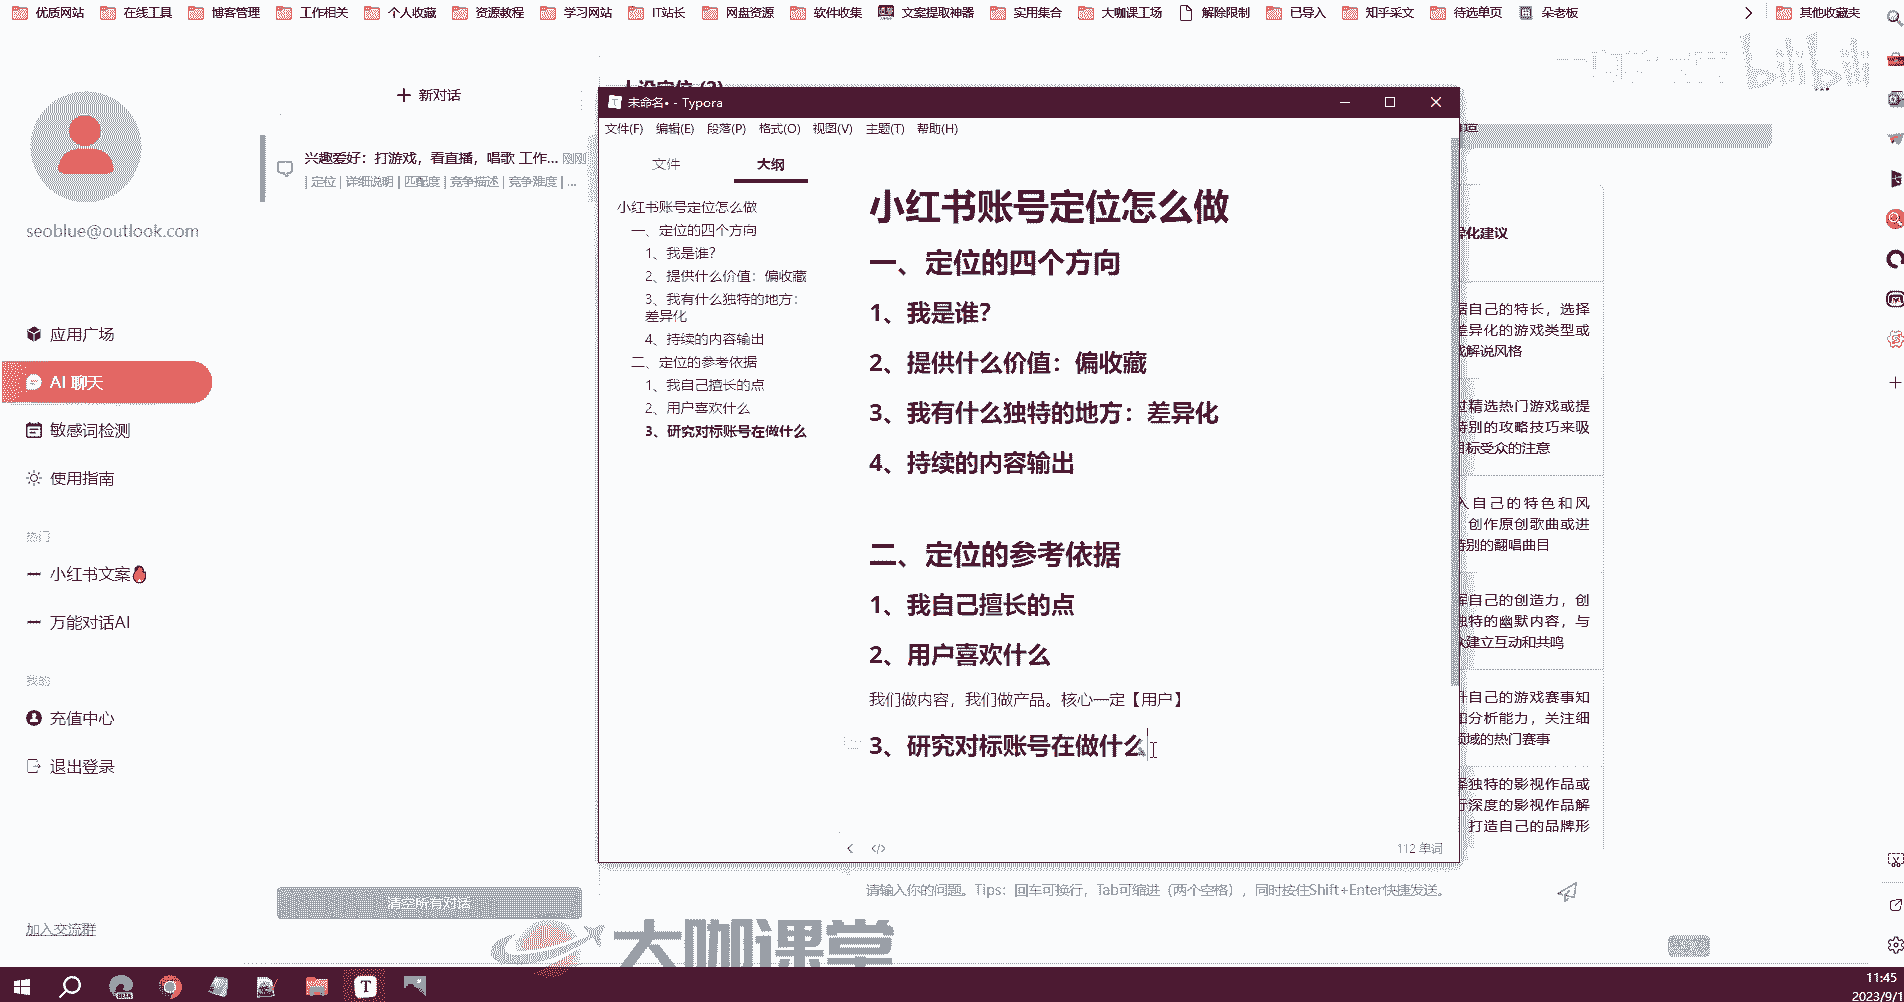 优质网站 在线工具 博客管理 工作相关 个人收藏 资源教程 学习网站 IT站长 网盘资源 软件收集 文案提取神器 实用集合 大咖课工场 解除限制 已导入 知乎采文 待选单页 朵老板 其他收藏夹
bilibili
seoblue@outlook.com
应用广场
AI 聊天
敏感词检测
使用指南
热门
小红书文案
万能对话AI
我的
充值中心
退出登录
加入交流群
新对话
兴趣爱好：打游戏，看直播，唱歌 工作... 刚刚
| 定位 | 详细说明 | 匹配度 | 竞争描述 | 竞争难度 | ...
清空所有对话
未命名• - Typora
文件(F) 编辑(E) 段落(P) 格式(O) 视图(V) 主题(T) 帮助(H)
文件 大纲
小红书账号定位怎么做
一、定位的四个方向
1、我是谁？
2、提供什么价值：偏收藏
3、我有什么独特的地方：
差异化
4、持续的内容输出
二、定位的参考依据
1、我自己擅长的点
2、用户喜欢什么
3、研究对标账号在做什么
小红书账号定位怎么做
一、定位的四个方向
1、我是谁？
2、提供什么价值：偏收藏
3、我有什么独特的地方：差异化
4、持续的内容输出
二、定位的参考依据
1、我自己擅长的点
2、用户喜欢什么
我们做内容，我们做产品。核心一定【用户】
3、研究对标账号在做什么
</>
112 单词
化建议
自己的特长，选择
差异化的游戏类型或
解说风格
精选热门游戏或提
特别的攻略技巧来吸
目标受众的注意
入自己的特色和风
创作原创歌曲或进
特别的翻唱曲目
自己的创造力，创
独特的幽默内容，与
建立互动和共鸣
自己的游戏赛事知
分析能力，关注细
领域的热门赛事
独特的影视作品或
行深度的影视作品解
打造自己的品牌形
请输入你的问题。Tips：回车可换行，Tab可缩进（两个空格），同时按住Shift+Enter快捷发送。
大咖课堂
BETA
T
11:45
2023/9/1